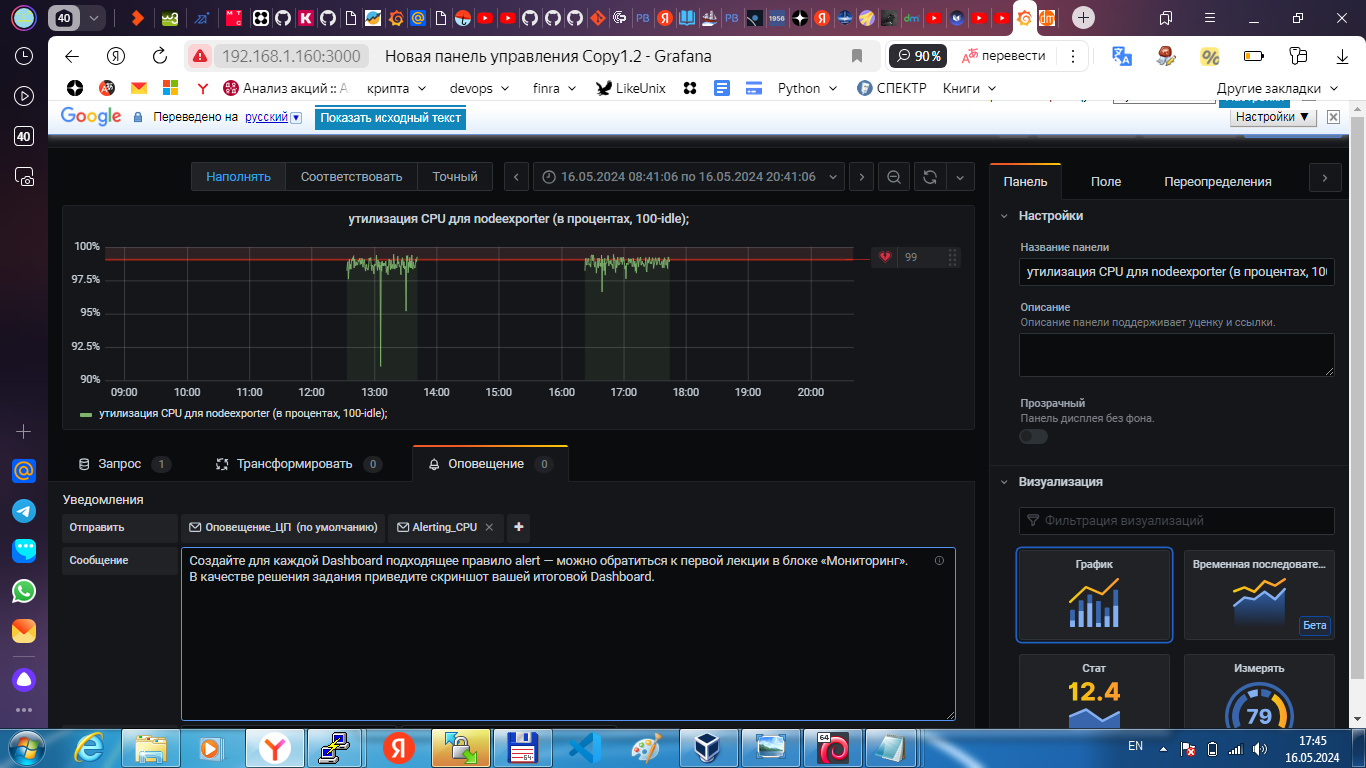 40
1956
dm
dm
192.168.1.160:3000
Новая панель управления Copy1.2 - Grafana
90 %
перевести
Анализ акций :: А
крипта
devops
finra
LikeUnix
Python
СПЕКТР
Книги
Другие закладки
40
Google
Переведено на
русский
Показать исходный текст
Настройки ▼
Наполнять
Соответствовать
Точный
16.05.2024 08:41:06 по 16.05.2024 20:41:06
Панель
Поле
Переопределения
утилизация CPU для nodeexporter (в процентах, 100-idle);
100%
97.5%
95%
92.5%
90%
99
09:00
10:00
11:00
12:00
13:00
14:00
15:00
16:00
17:00
18:00
19:00
20:00
утилизация CPU для nodeexporter (в процентах, 100-idle);
Настройки
Название панели
утилизация CPU для nodeexporter (в процентах, 100
Описание
Описание панели поддерживает уценку и ссылки.
Прозрачный
Панель дисплея без фона.
Запрос
1
Трансформировать
0
Оповещение
0
Уведомления
Отправить
Оповещение_ЦП (по умолчанию)
Alerting_CPU
Сообщение
Создайте для каждой Dashboard подходящее правило alert — можно обратиться к первой лекции в блоке «Мониторинг».
В качестве решения задания приведите скриншот вашей итоговой Dashboard.
Визуализация
Фильтрация визуализаций
График
Временная последовате...
Бета
Стат
12.4
Измерять
79
64
EN
17:45
16.05.2024